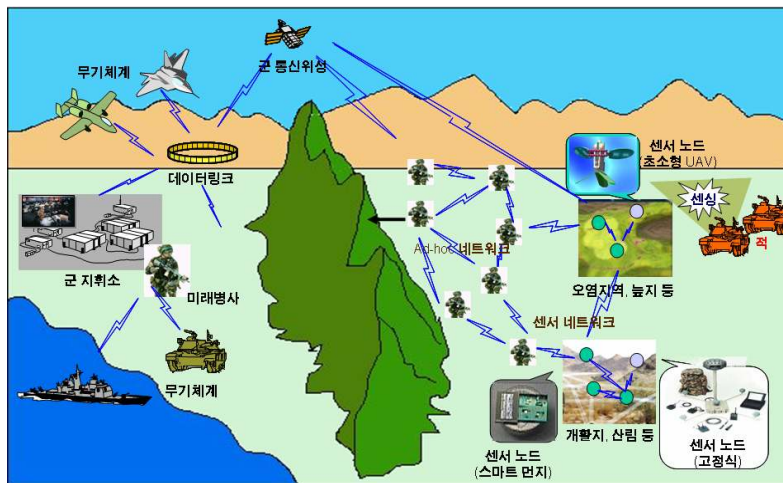 군 통신위성
무기체계
데이터링크
센서 노드
(초소형 UAV)
센싱
적
군 지휘소
미래병사
Ad-hoc 네트워크
오염지역, 늪지 등
센서 네트워크
무기체계
개활지, 산림 등
센서 노드
(스마트 먼지)
센서 노드
(고정식)